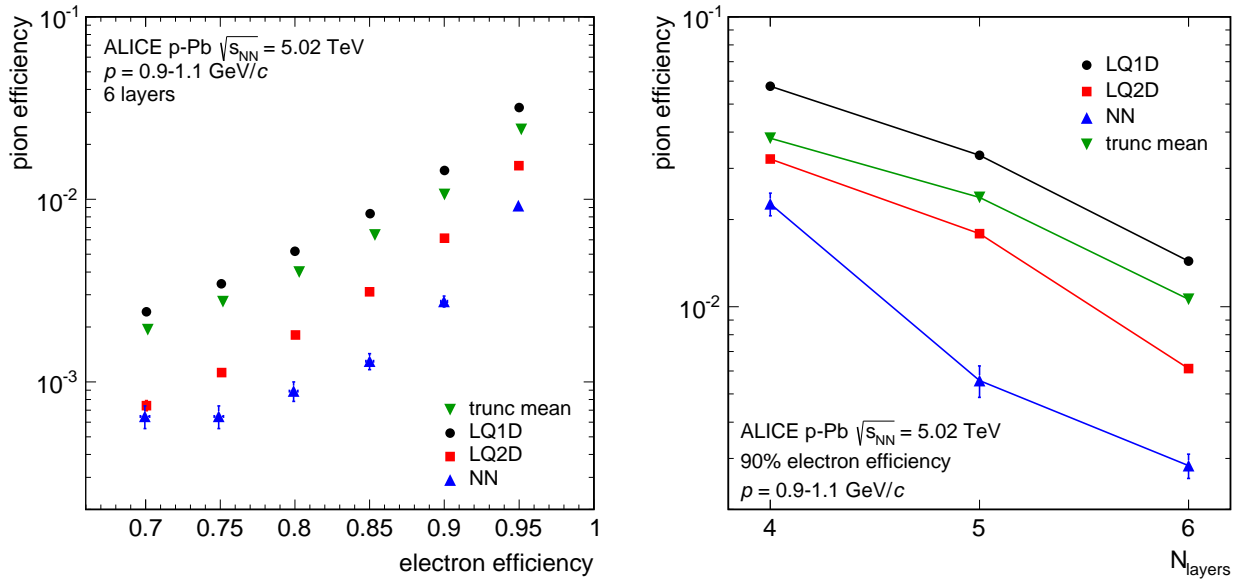 pion efficiency
10⁻¹
10⁻²
10⁻³
ALICE p-Pb √s_NN = 5.02 TeV
p = 0.9-1.1 GeV/c
6 layers
trunc mean
LQ1D
LQ2D
NN
0.7 0.75 0.8 0.85 0.9 0.95 1
electron efficiency
pion efficiency
10⁻¹
10⁻²
LQ1D
LQ2D
NN
trunc mean
ALICE p-Pb √s_NN = 5.02 TeV
90% electron efficiency
p = 0.9-1.1 GeV/c
4 5 6
N_layers